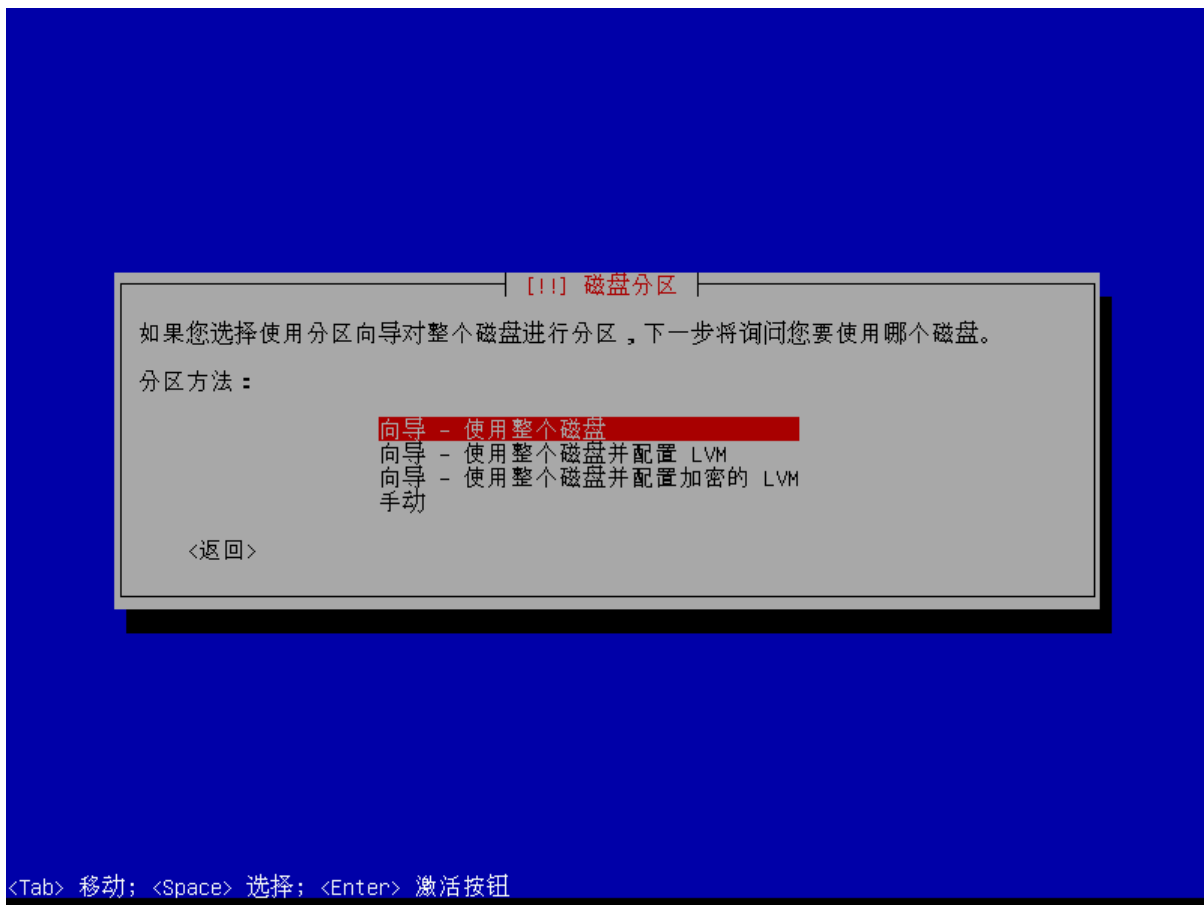 [!!] 磁盘分区
如果您选择使用分区向导对整个磁盘进行分区，下一步将询问您要使用哪个磁盘。
分区方法：
向导 - 使用整个磁盘
向导 - 使用整个磁盘并配置 LVM
向导 - 使用整个磁盘并配置加密的 LVM
手动
<返回>
<Tab> 移动; <Space> 选择; <Enter> 激活按钮